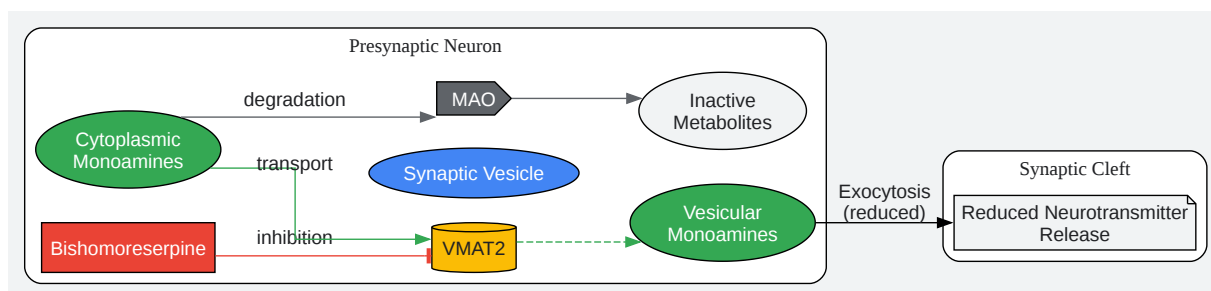 Presynaptic Neuron
degradation
MAO
Inactive
Metabolites
Cytoplasmic
Monoamines
transport
Synaptic Vesicle
Bishomoreserpine
inhibition
VMAT2
Vesicular
Monoamines
Exocytosis
(reduced)
Synaptic Cleft
Reduced Neurotransmitter
Release